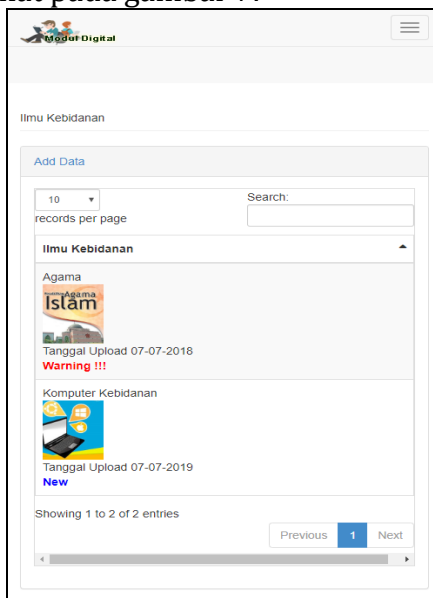 Modul Digital
Ilmu Kebidanan
Add Data
10
Search:
records per page
Ilmu Kebidanan
Agama
Agama
Islam
Tanggal Upload 07-07-2018
Warning !!!
Komputer Kebidanan
Tanggal Upload 07-07-2019
New
Showing 1 to 2 of 2 entries
Previous 1 Next